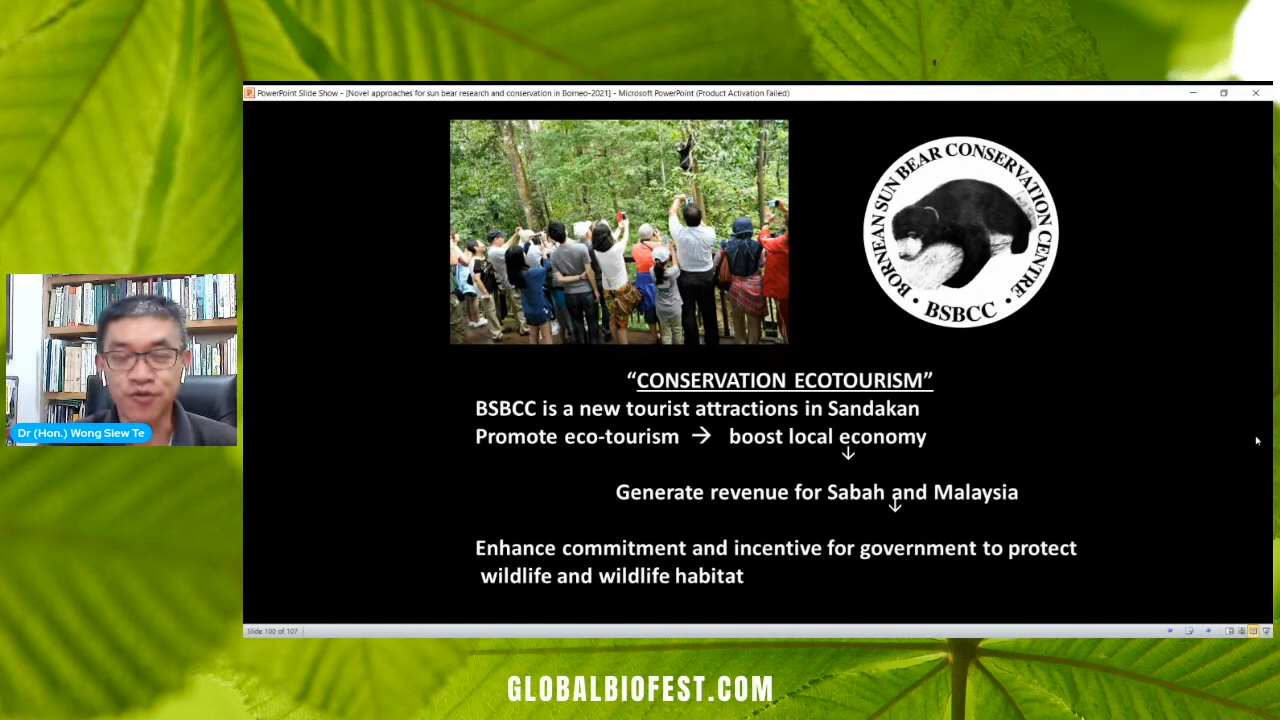 PowerPoint Slide Show - [Novel approaches for sun bear research and conservation in Borneo-2021] - Microsoft PowerPoint (Product Activation Failed)
BORNEAN SUN BEAR CONSERVATION CENTRE
• BSBCC •
Dr (Hon.) Wong Siew Te
“CONSERVATION ECOTOURISM”
BSBCC is a new tourist attractions in Sandakan
Promote eco-tourism → boost local economy
↓
Generate revenue for Sabah and Malaysia
↓
Enhance commitment and incentive for government to protect
wildlife and wildlife habitat
Slide 100 of 107
GLOBALBIOFEST.COM